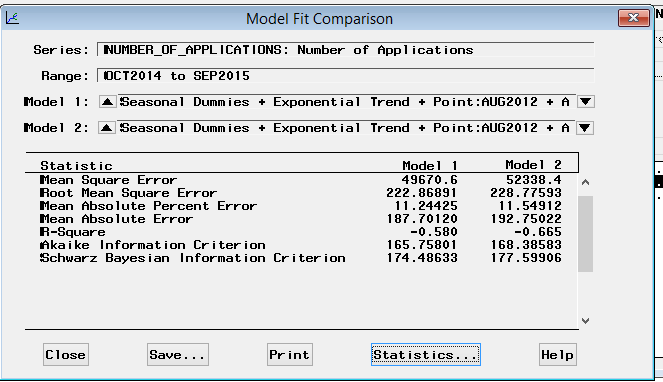 Model Fit Comparison
Series: NUMBER_OF_APPLICATIONS: Number of Applications
Range: OCT2014 to SEP2015
Model 1: Seasonal Dummies + Exponential Trend + Point:AUG2012 + A
Model 2: Seasonal Dummies + Exponential Trend + Point:AUG2012 + A
Statistic Model 1 Model 2
Mean Square Error 49670.6 52338.4
Root Mean Square Error 222.86891 228.77593
Mean Absolute Percent Error 11.24425 11.54912
Mean Absolute Error 187.70120 192.75022
R-Square -0.580 -0.665
Akaike Information Criterion 165.75801 168.38583
Schwarz Bayesian Information Criterion 174.48633 177.59906
Close Save... Print Statistics... Help